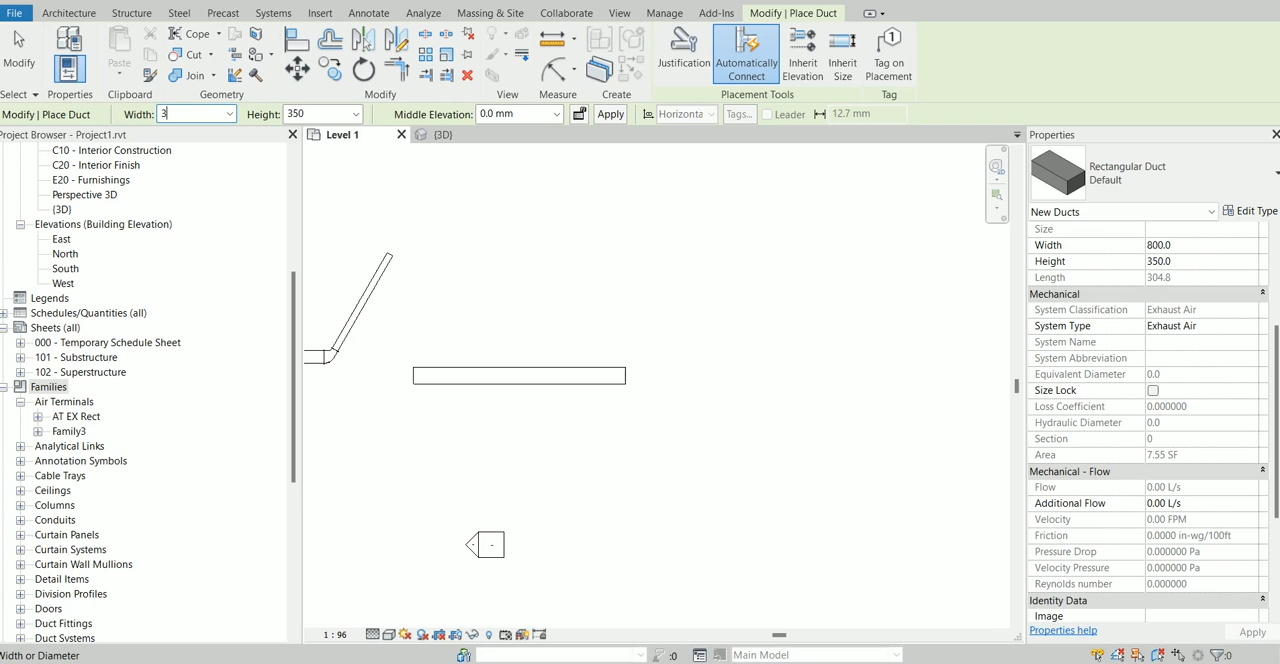 File Architecture Structure Steel Precast Systems Insert Annotate Analyze Massing & Site Collaborate View Manage Add-Ins Modify | Place Duct
Modify Paste Cope Cut Join Justification Automatically Connect Inherit Elevation Inherit Size Tag on Placement
Select Properties Clipboard Geometry Modify View Measure Create Placement Tools Tag
Modify | Place Duct Width: 3 Height: 350 Middle Elevation: 0.0 mm Apply Horizonta Tags... Leader 12.7 mm
Project Browser - Project1.rvt
C10 - Interior Construction
C20 - Interior Finish
E20 - Furnishings
Perspective 3D
{3D}
Elevations (Building Elevation)
East
North
South
West
Legends
Schedules/Quantities (all)
Sheets (all)
000 - Temporary Schedule Sheet
101 - Substructure
102 - Superstructure
Families
Air Terminals
AT EX Rect
Family3
Analytical Links
Annotation Symbols
Cable Trays
Ceilings
Columns
Conduits
Curtain Panels
Curtain Systems
Curtain Wall Mullions
Detail Items
Division Profiles
Doors
Duct Fittings
Duct Systems
Level 1 {3D}
1 : 96
Properties
Rectangular Duct
Default
New Ducts Edit Type
Size
Width 800.0
Height 350.0
Length 304.8
Mechanical
System Classification Exhaust Air
System Type Exhaust Air
System Name
System Abbreviation
Equivalent Diameter 0.0
Size Lock
Loss Coefficient 0.000000
Hydraulic Diameter 0.0
Section 0
Area 7.55 SF
Mechanical - Flow
Flow 0.00 L/s
Additional Flow 0.00 L/s
Velocity 0.00 FPM
Friction 0.0000 in-wg/100ft
Pressure Drop 0.000000 Pa
Velocity Pressure 0.000000 Pa
Reynolds number 0.000000
Identity Data
Image
Properties help Apply
Width or Diameter :0 Main Model :0